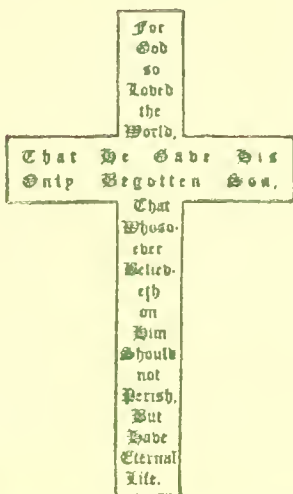 For
God
so
Loved
the
World,
That He Gave His
Only Begotten Son,
That
Whoso-
ever
Believ-
eth
on
Him
Should
not
Perish,
But
Have
Eternal
Life.